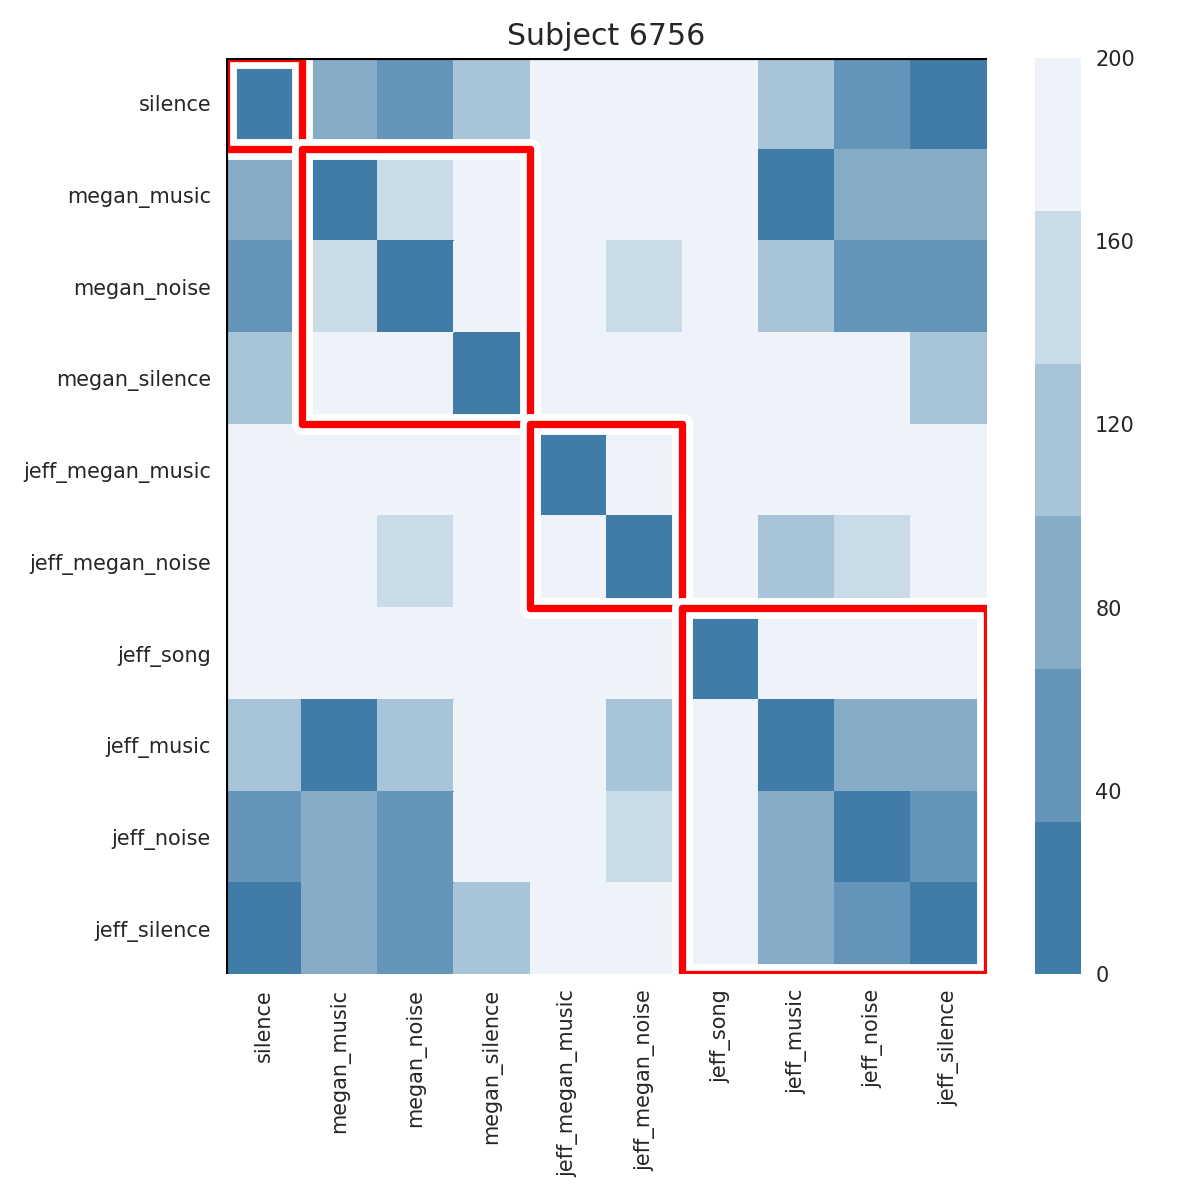 Subject 6756
silence
megan_music
megan_noise
megan_silence
jeff_megan_music
jeff_megan_noise
jeff_song
jeff_music
jeff_noise
jeff_silence
silence
megan_music
megan_noise
megan_silence
jeff_megan_music
jeff_megan_noise
jeff_song
jeff_music
jeff_noise
jeff_silence
200
160
120
80
40
0